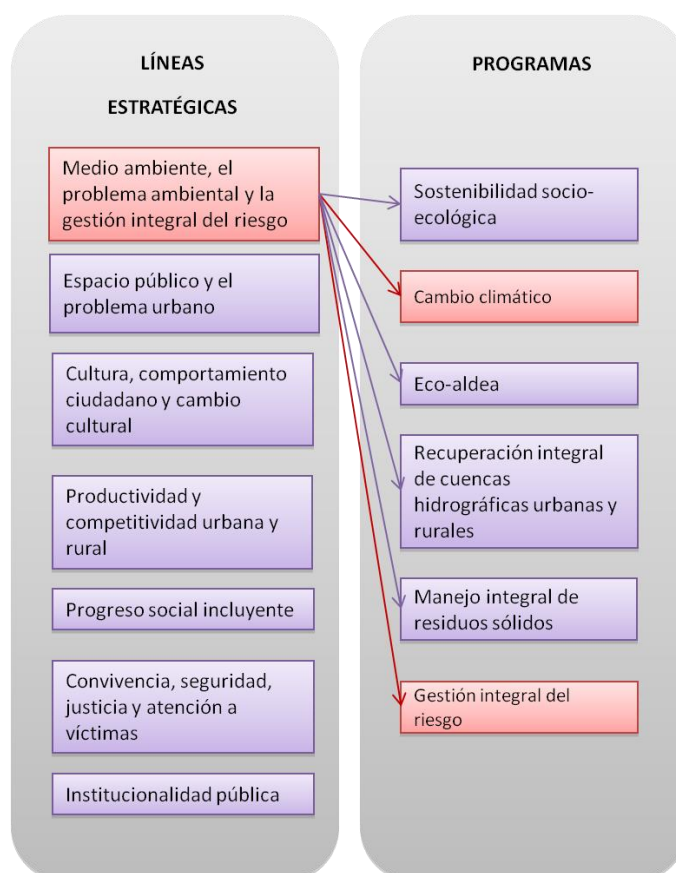 LÍNEAS
ESTRATÉGICAS
Medio ambiente, el
problema ambiental y la
gestión integral del riesgo
Espacio público y el
problema urbano
Cultura, comportamiento
ciudadano y cambio
cultural
Productividad y
competitividad urbana y
rural
Progreso social incluyente
Convivencia, seguridad,
justicia y atención a
víctimas
Institucionalidad pública
PROGRAMAS
Sostenibilidad socio-
ecológica
Cambio climático
Eco-aldea
Recuperación integral
de cuencas
hidrográficas urbanas y
rurales
Manejo integral de
residuos sólidos
Gestión integral del
riesgo